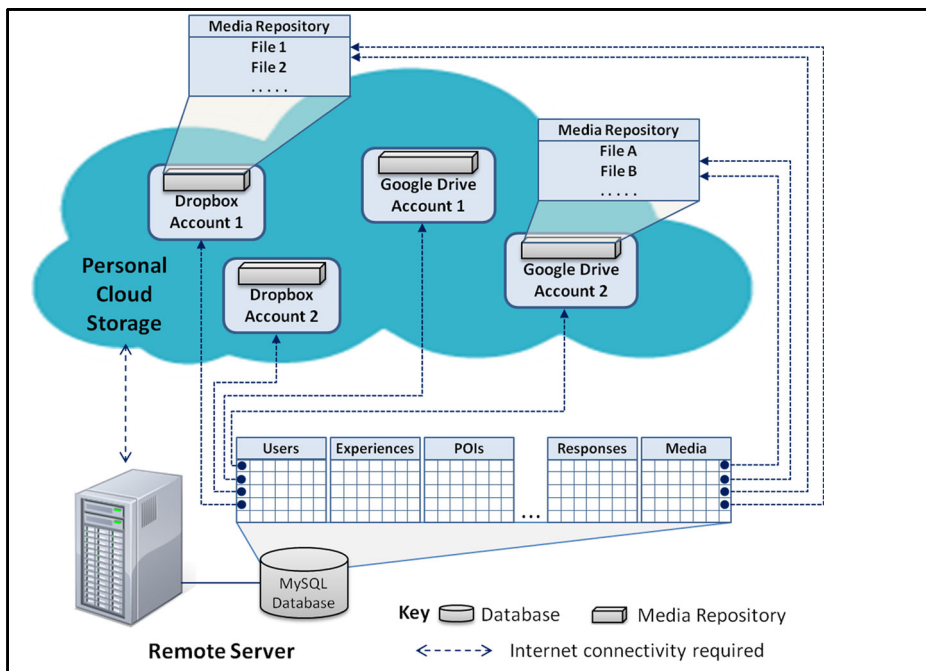 Media Repository
File 1
File 2
. . . . .
Media Repository
File A
File B
. . . . .
Dropbox
Account 1
Google Drive
Account 1
Dropbox
Account 2
Google Drive
Account 2
Personal
Cloud
Storage
Users
Experiences
POIs
...
Responses
Media
MySQL
Database
Remote Server
Key
Database
Media Repository
Internet connectivity required